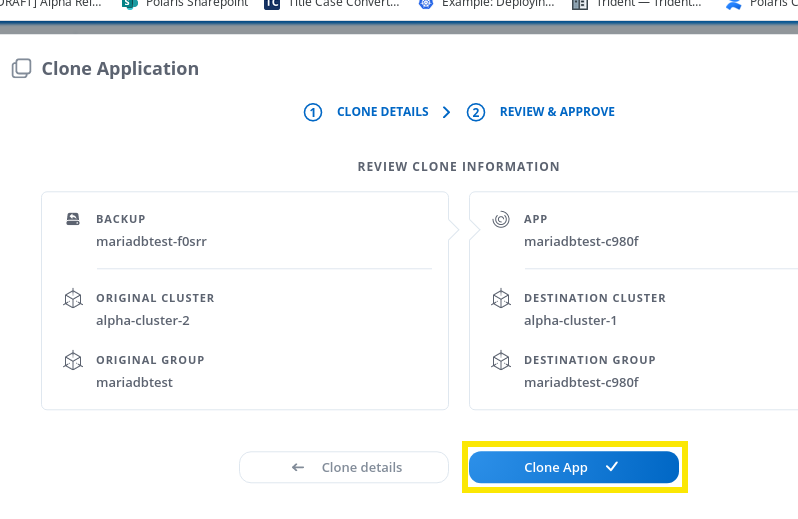 DRAFT] Alpha Rel... Polaris Sharepoint TC Title Case Convert... Example: Deployin... Trident — Trident... Polaris C
Clone Application
1 CLONE DETAILS 2 REVIEW & APPROVE
REVIEW CLONE INFORMATION
BACKUP
mariadbtest-f0srr
ORIGINAL CLUSTER
alpha-cluster-2
ORIGINAL GROUP
mariadbtest
APP
mariadbtest-c980f
DESTINATION CLUSTER
alpha-cluster-1
DESTINATION GROUP
mariadbtest-c980f
Clone details
Clone App